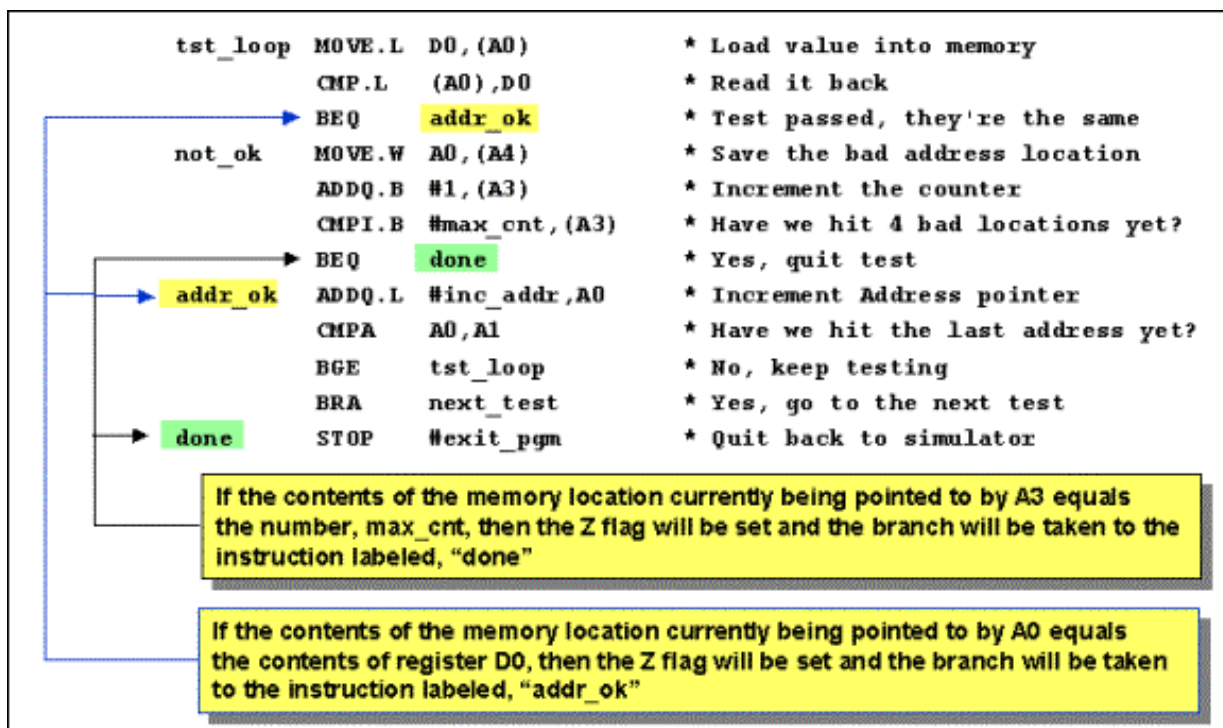 tst_loop MOVE.L D0,(A0) * Load value into memory
CMP.L (A0),D0 * Read it back
BEQ addr_ok * Test passed, they're the same
not_ok MOVE.W A0,(A4) * Save the bad address location
ADDQ.B #1,(A3) * Increment the counter
CMPI.B #max_cnt,(A3) * Have we hit 4 bad locations yet?
BEQ done * Yes, quit test
addr_ok ADDQ.L #inc_addr,A0 * Increment Address pointer
CMPA A0,A1 * Have we hit the last address yet?
BGE tst_loop * No, keep testing
BRA next_test * Yes, go to the next test
done STOP #exit_pgm * Quit back to simulator
If the contents of the memory location currently being pointed to by A3 equals
the number, max_cnt, then the Z flag will be set and the branch will be taken to the
instruction labeled, “done”
If the contents of the memory location currently being pointed to by A0 equals
the contents of register D0, then the Z flag will be set and the branch will be taken
to the instruction labeled, “addr_ok”